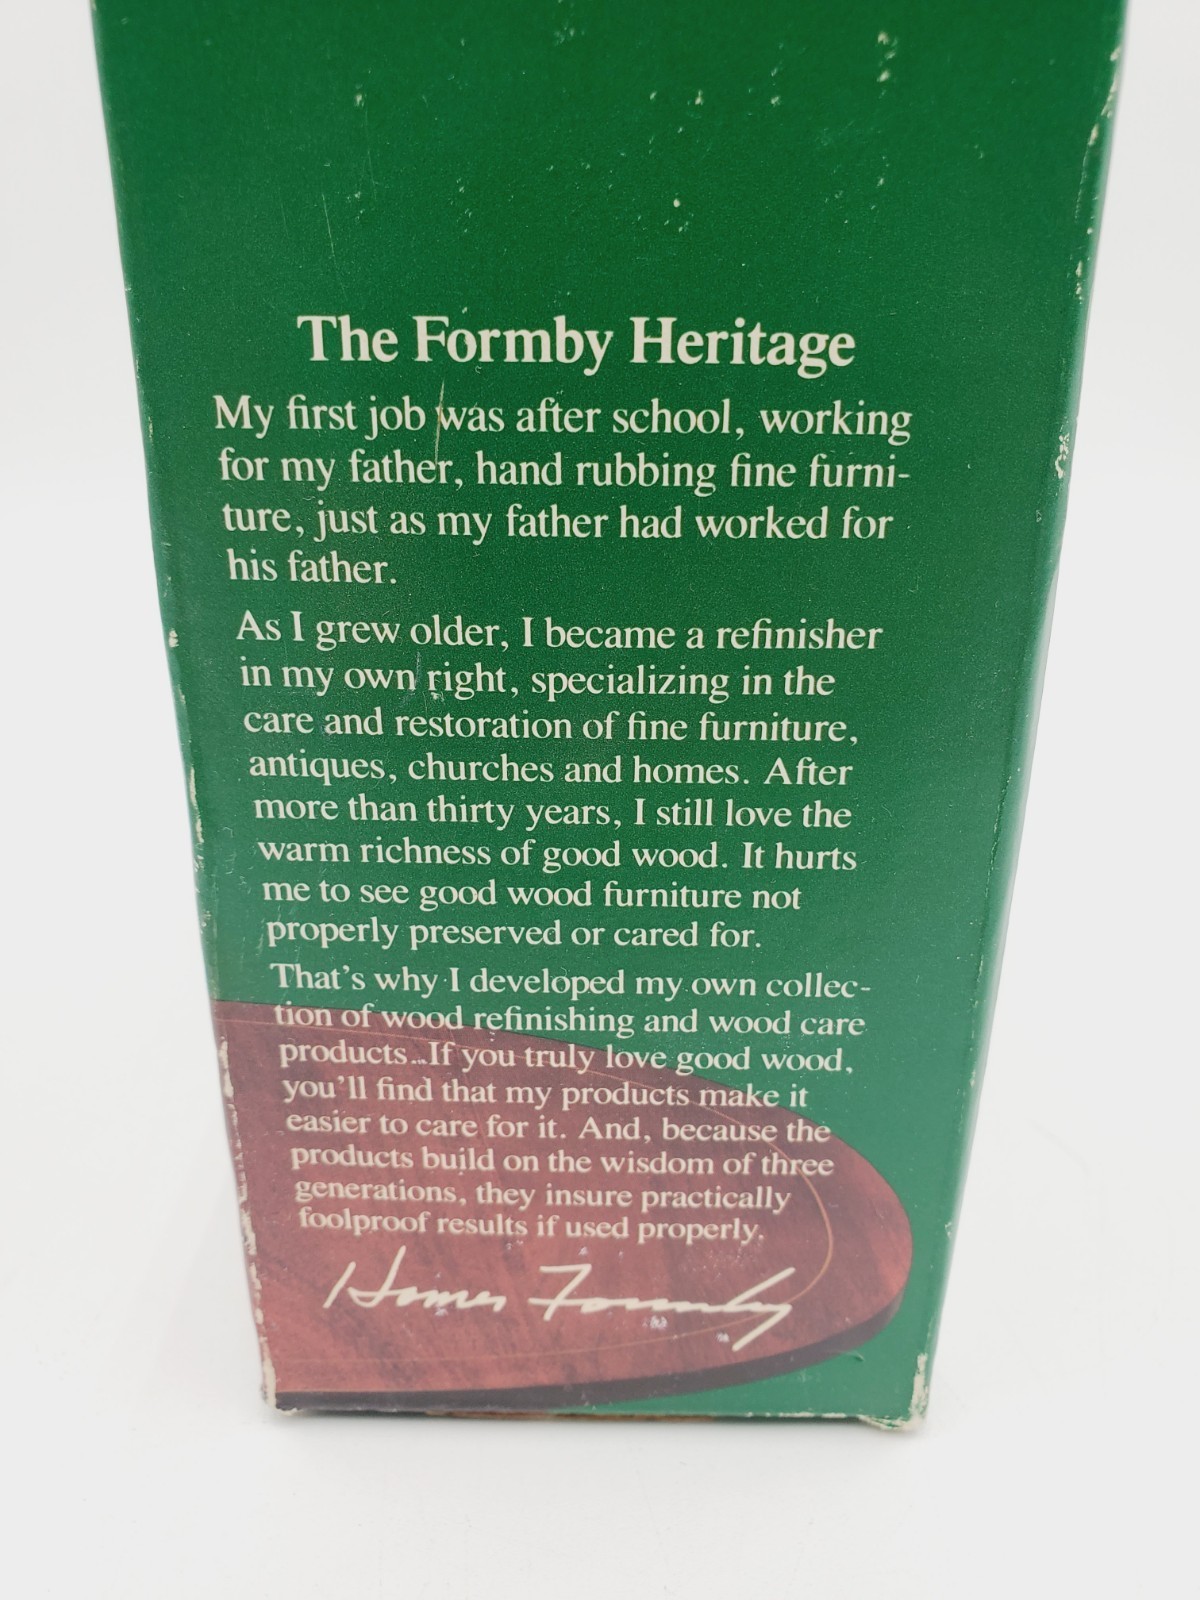 The Formby Heritage
My first job was after school, working
for my father, hand rubbing fine furni-
ture, just as my father had worked for
his father.
As I grew older, I became a refinisher
in my own right, specializing in the
care and restoration of fine furniture,
antiques, churches and homes. After
more than thirty years, I still love the
warm richness of good wood. It hurts
me to see good wood furniture not
properly preserved or cared for.
That's why I developed my own collec-
tion of wood refinishing and wood care
products...If you truly love good wood,
you'll find that my products make it
easier to care for it. And, because the
products build on the wisdom of three
generations, they insure practically
foolproof results if used properly.
Homer Formby